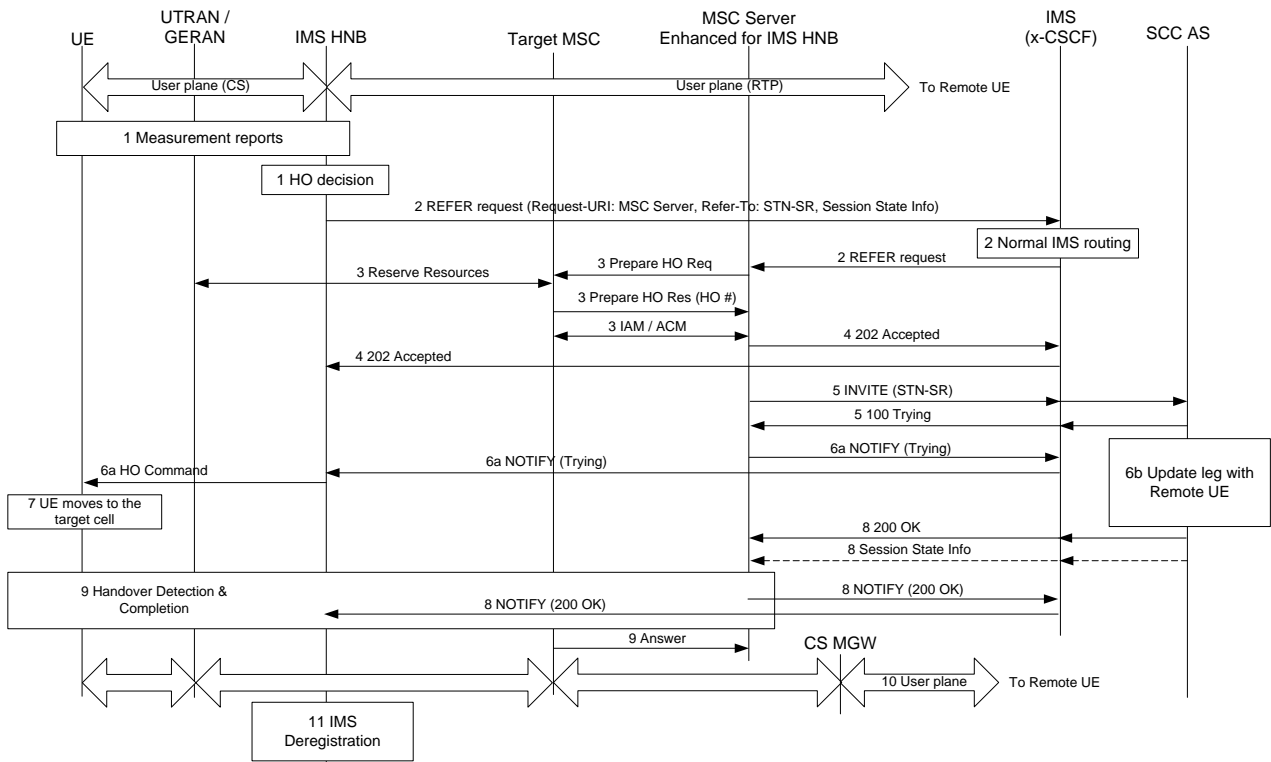 UE
UTRAN /
GERAN
IMS HNB
Target MSC
MSC Server
Enhanced for IMS HNB
IMS
(x-CSCF)
SCC AS
User plane (CS)
User plane (RTP)
To Remote UE
1 Measurement reports
1 HO decision
2 REFER request (Request-URI: MSC Server, Refer-To: STN-SR, Session State Info)
2 Normal IMS routing
2 REFER request
3 Prepare HO Req
3 Reserve Resources
3 Prepare HO Res (HO #)
3 IAM / ACM
4 202 Accepted
4 202 Accepted
5 INVITE (STN-SR)
5 100 Trying
6a NOTIFY (Trying)
6a NOTIFY (Trying)
6a HO Command
6b Update leg with
Remote UE
7 UE moves to the
target cell
8 200 OK
8 Session State Info
9 Handover Detection &
Completion
8 NOTIFY (200 OK)
8 NOTIFY (200 OK)
9 Answer
CS MGW
10 User plane
To Remote UE
11 IMS
Deregistration